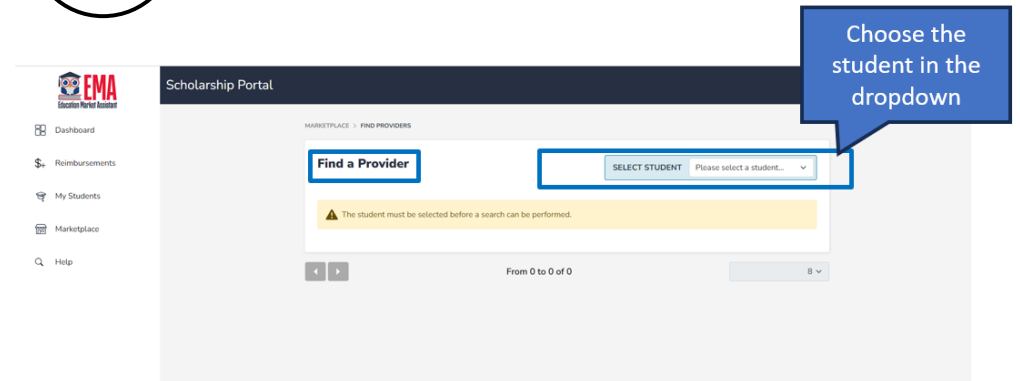 Choose the
student in the
dropdown
EMA
Education Market Assistant
Scholarship Portal
Dashboard
Reimbursements
My Students
Marketplace
Help
MARKETPLACE > FIND PROVIDERS
Find a Provider
SELECT STUDENT Please select a student...
The student must be selected before a search can be performed.
From 0 to 0 of 0
8